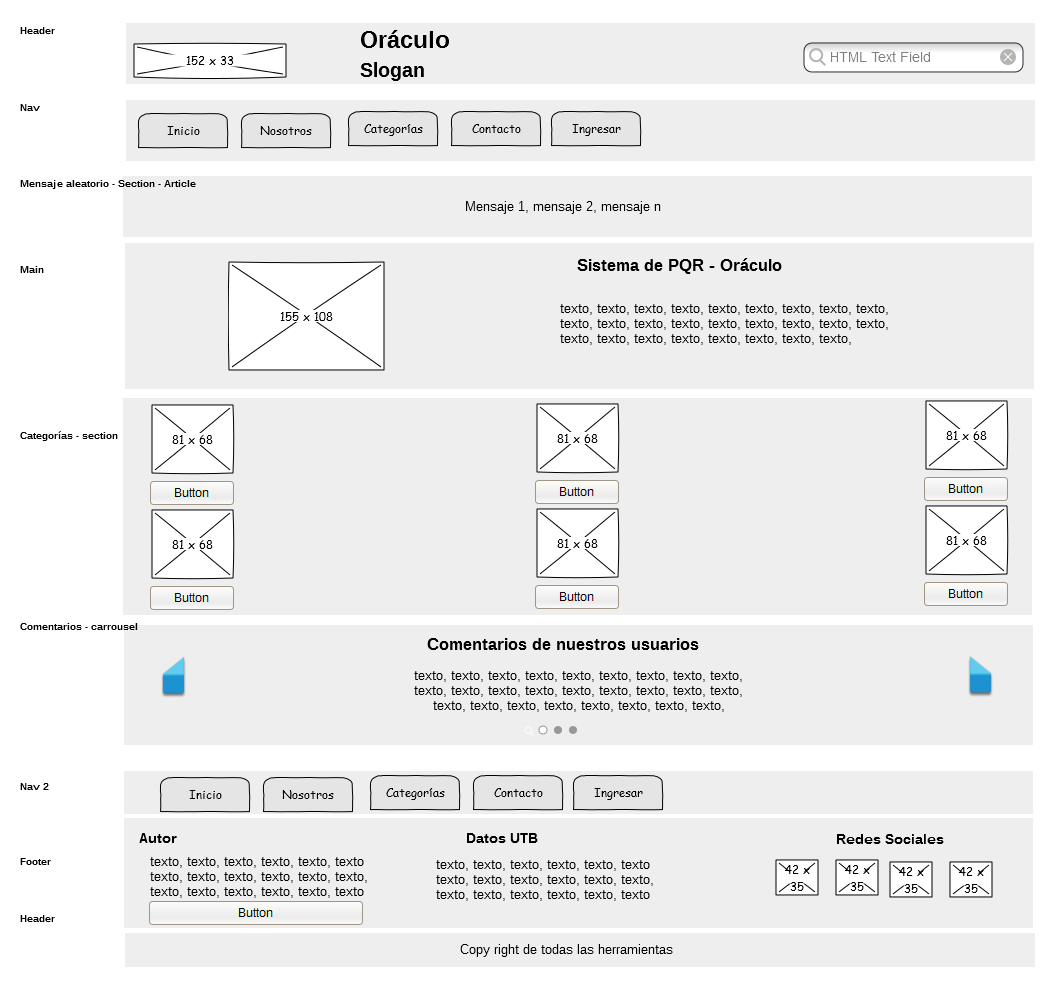 Header
152 x 33
Oráculo
Slogan
HTML Text Field
Nav
Inicio
Nosotros
Categorías
Contacto
Ingresar
Mensaje aleatorio - Section - Article
Mensaje 1, mensaje 2, mensaje n
Main
155 x 108
Sistema de PQR - Oráculo
texto, texto, texto, texto, texto, texto, texto, texto, texto,
texto, texto, texto, texto, texto, texto, texto, texto, texto,
texto, texto, texto, texto, texto, texto, texto, texto,
Categorías - section
81 x 68
81 x 68
81 x 68
Button
Button
Button
81 x 68
81 x 68
81 x 68
Button
Button
Button
Comentarios - carrousel
Comentarios de nuestros usuarios
texto, texto, texto, texto, texto, texto, texto, texto, texto,
texto, texto, texto, texto, texto, texto, texto, texto, texto,
texto, texto, texto, texto, texto, texto, texto, texto,
Nav 2
Inicio
Nosotros
Categorías
Contacto
Ingresar
Footer
Autor
texto, texto, texto, texto, texto, texto
texto, texto, texto, texto, texto, texto,
texto, texto, texto, texto, texto, texto
Button
Datos UTB
texto, texto, texto, texto, texto, texto
texto, texto, texto, texto, texto, texto,
texto, texto, texto, texto, texto, texto
Redes Sociales
42 x
35
42 x
35
42 x
35
42 x
35
Header
Copy right de todas las herramientas